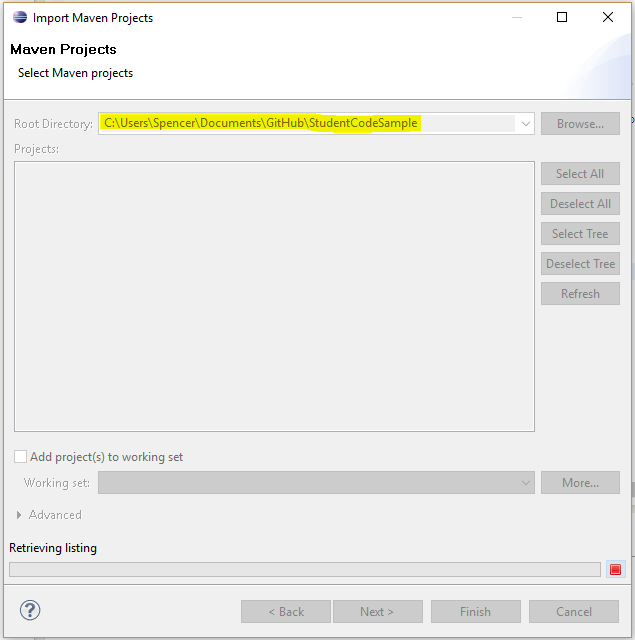 Import Maven Projects
Maven Projects
Select Maven projects
Root Directory: C:\Users\Spencer\Documents\GitHub\StudentCodeSample Browse...
Projects:
Select All
Deselect All
Select Tree
Deselect Tree
Refresh
Add project(s) to working set
Working set: More...
Advanced
Retrieving listing
? < Back Next > Finish Cancel